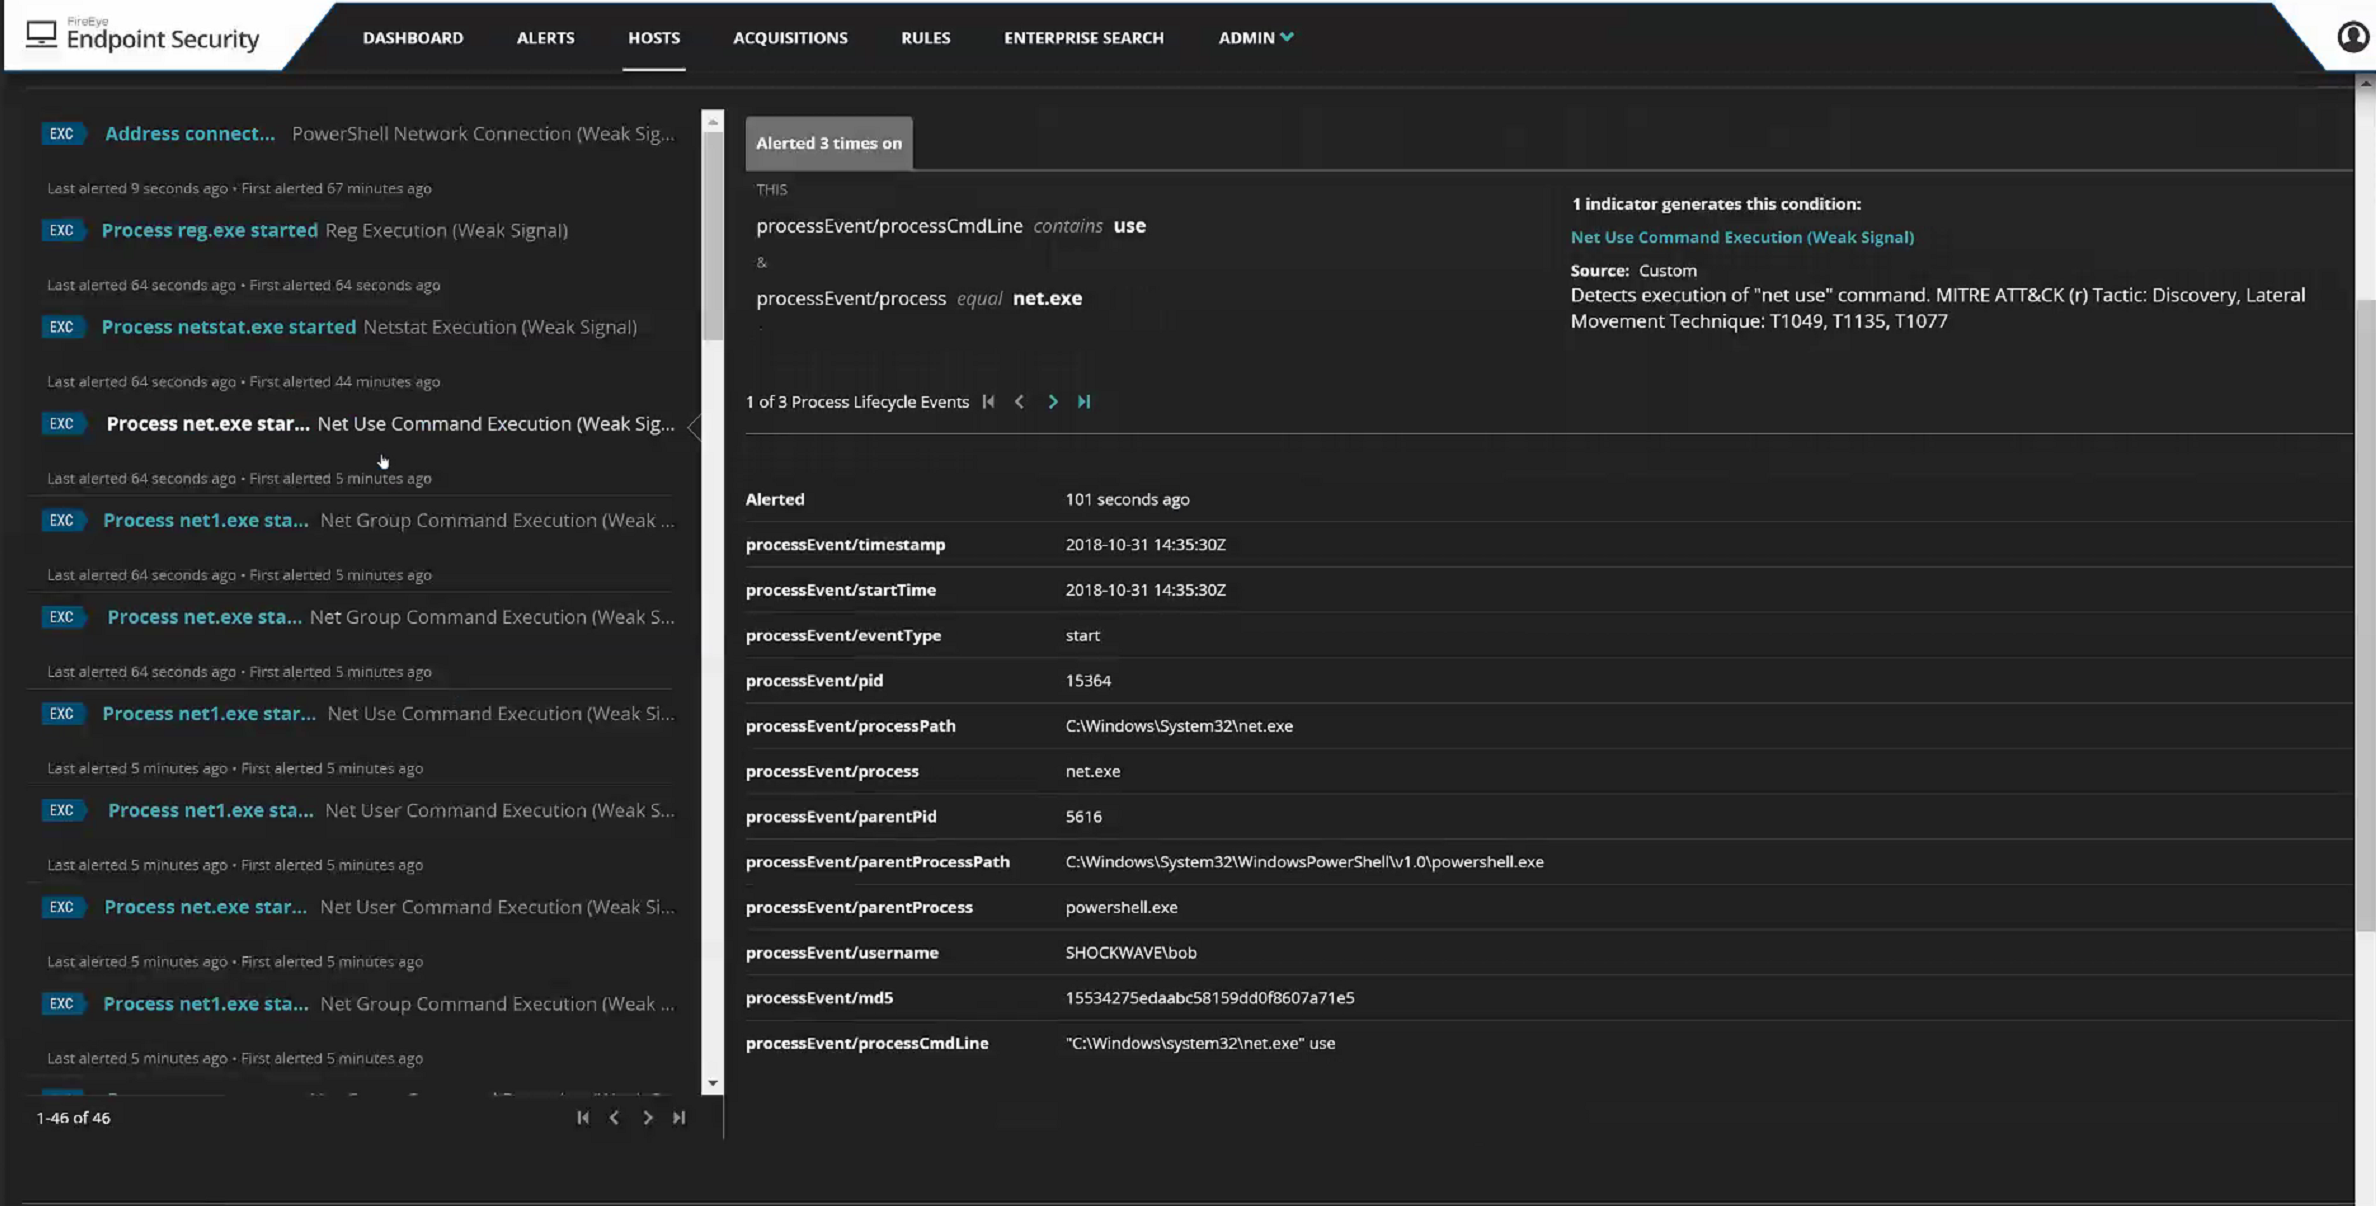 FireEye
Endpoint Security
DASHBOARD ALERTS HOSTS ACQUISITIONS RULES ENTERPRISE SEARCH ADMIN
EXC Address connect... PowerShell Network Connection (Weak Sig...
Last alerted 9 seconds ago • First alerted 67 minutes ago
EXC Process reg.exe started Reg Execution (Weak Signal)
Last alerted 64 seconds ago • First alerted 64 seconds ago
EXC Process netstat.exe started Netstat Execution (Weak Signal)
Last alerted 64 seconds ago • First alerted 44 minutes ago
EXC Process net.exe star... Net Use Command Execution (Weak Sig...
Last alerted 64 seconds ago • First alerted 5 minutes ago
EXC Process net1.exe sta... Net Group Command Execution (Weak ...
Last alerted 64 seconds ago • First alerted 5 minutes ago
EXC Process net.exe sta... Net Group Command Execution (Weak S...
Last alerted 64 seconds ago • First alerted 5 minutes ago
EXC Process net1.exe star... Net Use Command Execution (Weak Si...
Last alerted 5 minutes ago • First alerted 5 minutes ago
EXC Process net1.exe sta... Net User Command Execution (Weak S...
Last alerted 5 minutes ago • First alerted 5 minutes ago
EXC Process net.exe star... Net User Command Execution (Weak Si...
Last alerted 5 minutes ago • First alerted 5 minutes ago
EXC Process net1.exe sta... Net Group Command Execution (Weak ...
Last alerted 5 minutes ago • First alerted 5 minutes ago
1-46 of 46
Alerted 3 times on
THIS
processEvent/processCmdLine contains use
&
processEvent/process equal net.exe
1 indicator generates this condition:
Net Use Command Execution (Weak Signal)
Source: Custom
Detects execution of "net use" command. MITRE ATT&CK (r) Tactic: Discovery, Lateral
Movement Technique: T1049, T1135, T1077
1 of 3 Process Lifecycle Events
Alerted 101 seconds ago
processEvent/timestamp 2018-10-31 14:35:30Z
processEvent/startTime 2018-10-31 14:35:30Z
processEvent/eventType start
processEvent/pid 15364
processEvent/processPath C:\Windows\System32\net.exe
processEvent/process net.exe
processEvent/parentPid 5616
processEvent/parentProcessPath C:\Windows\System32\WindowsPowerShell\v1.0\powershell.exe
processEvent/parentProcess powershell.exe
processEvent/username SHOCKWAVE\bob
processEvent/md5 15534275edaabc58159dd0f8607a71e5
processEvent/processCmdLine "C:\Windows\system32\net.exe" use